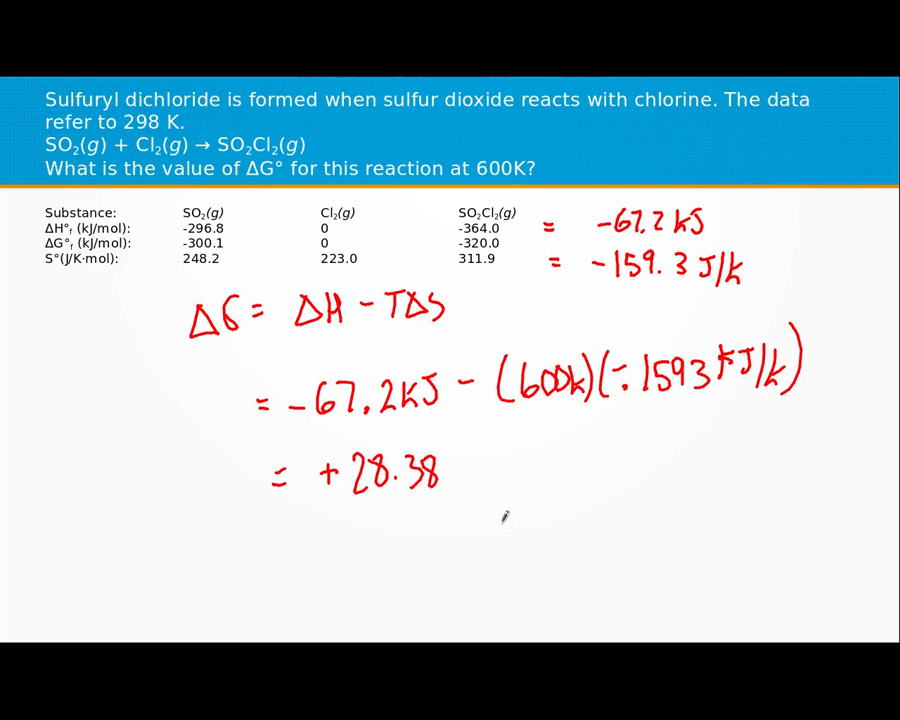 Sulfuryl dichloride is formed when sulfur dioxide reacts with chlorine. The data
refer to 298 K.
SO₂(g) + Cl₂(g) → SO₂Cl₂(g)
What is the value of ΔG° for this reaction at 600K?
Substance: SO₂(g) Cl₂(g) SO₂Cl₂(g)
ΔH°f (kJ/mol): -296.8 0 -364.0 = -67.2 kJ
ΔG°f (kJ/mol): -300.1 0 -320.0
S°(J/K·mol): 248.2 223.0 311.9 = -159.3 J/k
ΔG = ΔH - TΔS
= -67.2kJ - (600k)(-.1593 kJ/k)
= +28.38